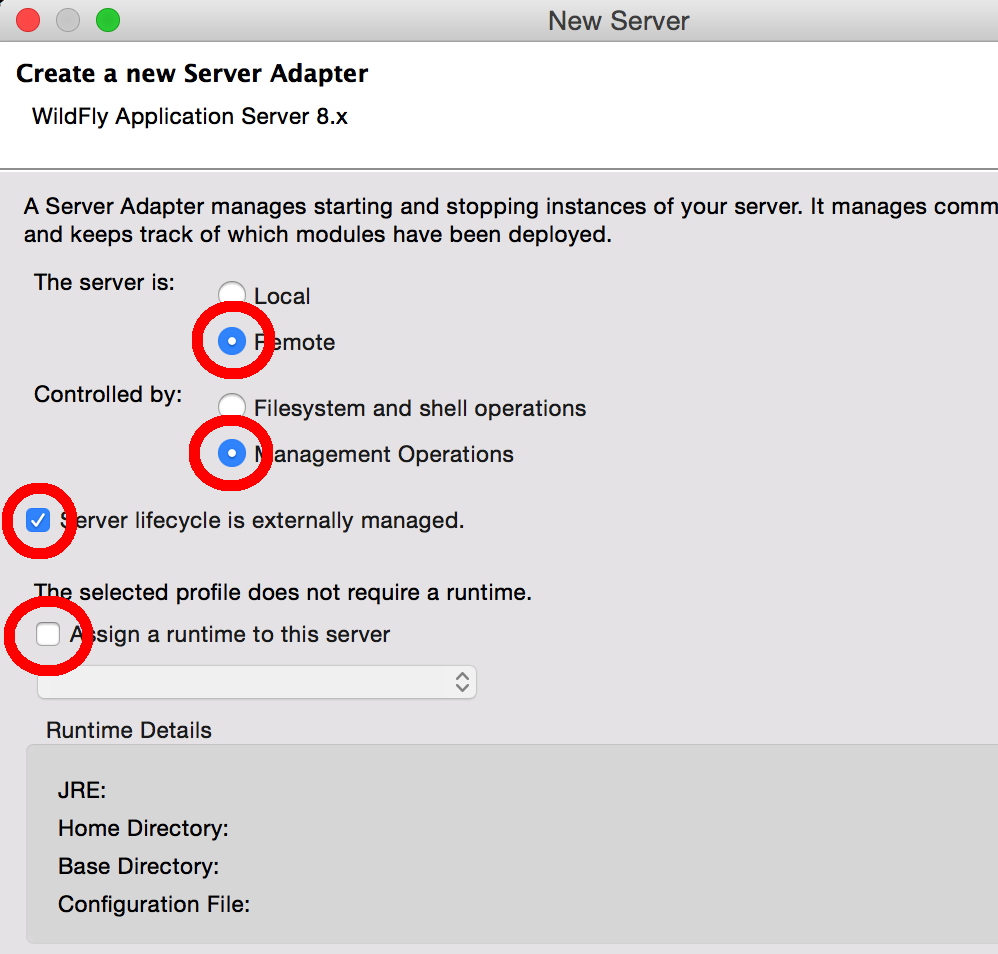 New Server
Create a new Server Adapter
WildFly Application Server 8.x
A Server Adapter manages starting and stopping instances of your server. It manages comm
and keeps track of which modules have been deployed.
The server is:
Local
Remote
Controlled by:
Filesystem and shell operations
Management Operations
Server lifecycle is externally managed.
The selected profile does not require a runtime.
Assign a runtime to this server
Runtime Details
JRE:
Home Directory:
Base Directory:
Configuration File: